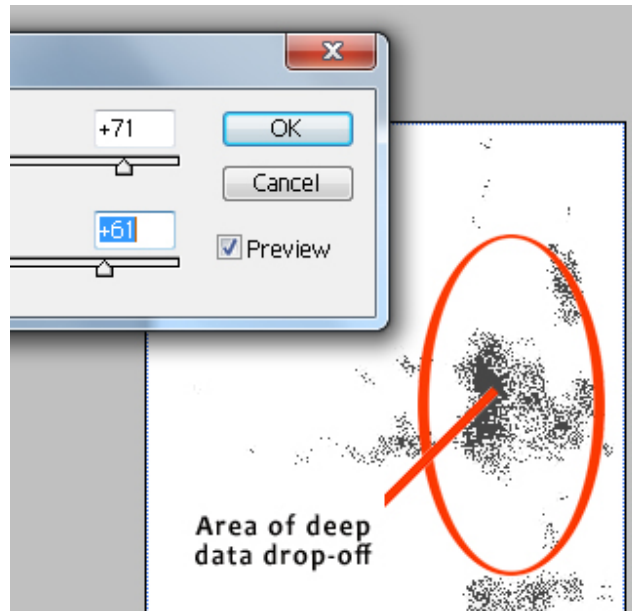 +71
OK
Cancel
+61
Preview
Area of deep
data drop-off